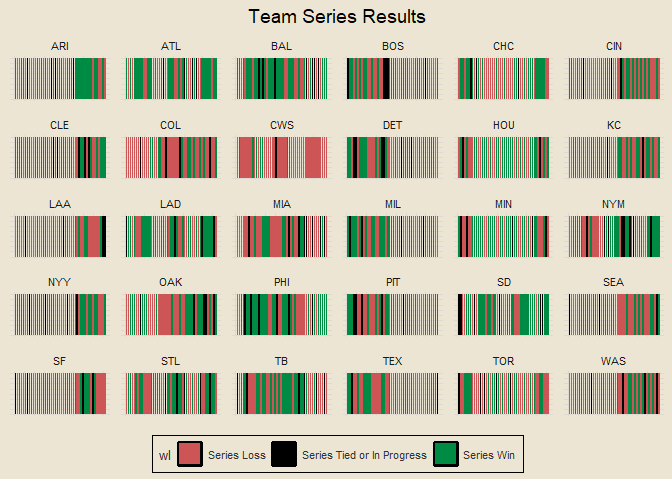 Team Series Results
ARI ATL BAL BOS CHC CIN
CLE COL CWS DET HOU KC
LAA LAD MIA MIL MIN NYM
NYY OAK PHI PIT SD SEA
SF STL TB TEX TOR WAS
wl Series Loss Series Tied or In Progress Series Win